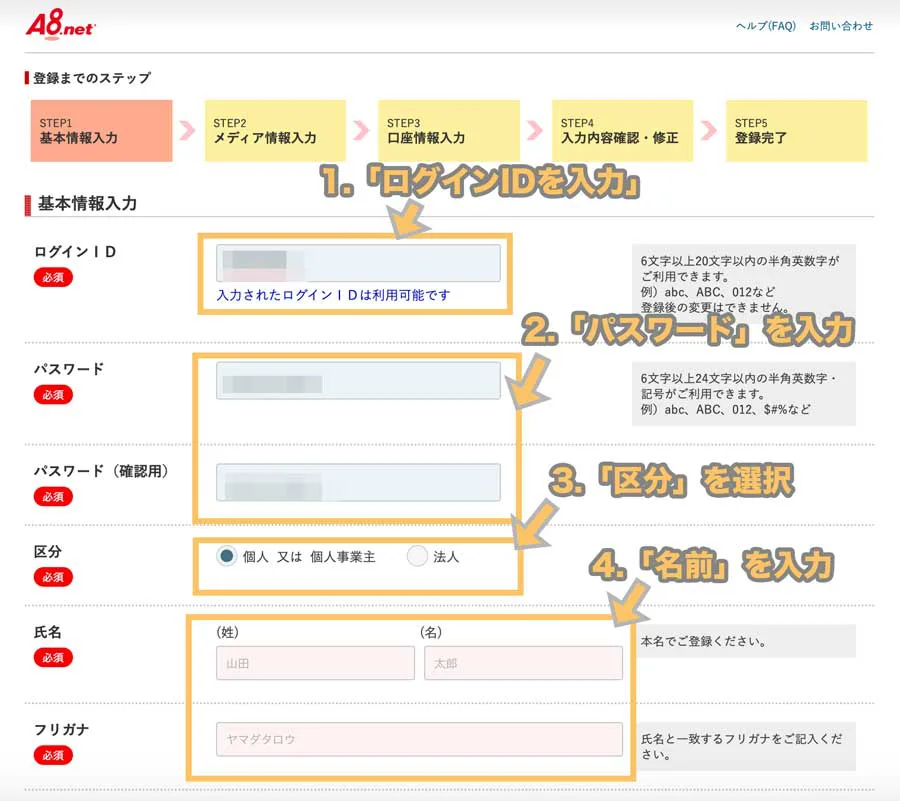 A8.net
ヘルプ(FAQ) お問い合わせ
登録までのステップ
STEP1
基本情報入力
STEP2
メディア情報入力
STEP3
口座情報入力
STEP4
入力内容確認・修正
STEP5
登録完了
1.「ログインIDを入力」
基本情報入力
ログインＩＤ
必須
入力されたログインＩＤは利用可能です
6文字以上20文字以内の半角英数字が
ご利用できます。
例）abc、ABC、012など
登録後の変更はできません。
2.「パスワード」を入力
パスワード
必須
6文字以上24文字以内の半角英数字・
記号がご利用できます。
例）abc、ABC、012、$#%など
パスワード（確認用）
必須
3.「区分」を選択
区分
必須
個人 又は 個人事業主
法人
4.「名前」を入力
氏名
必須
（姓）
（名）
山田
太郎
本名でご登録ください。
フリガナ
必須
ヤマダタロウ
氏名と一致するフリガナをご記入くだ
さい。